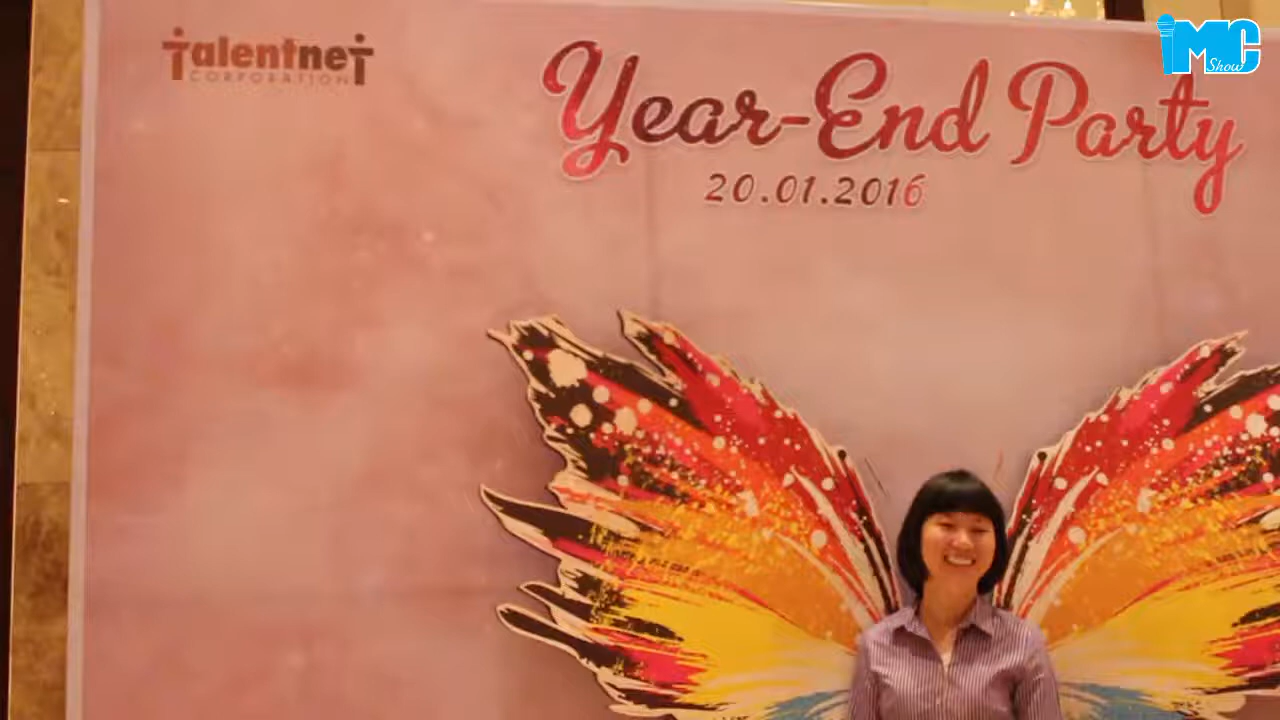 Talentnet
CORPORATION
Year-End Party
20.01.2016
MC
Show